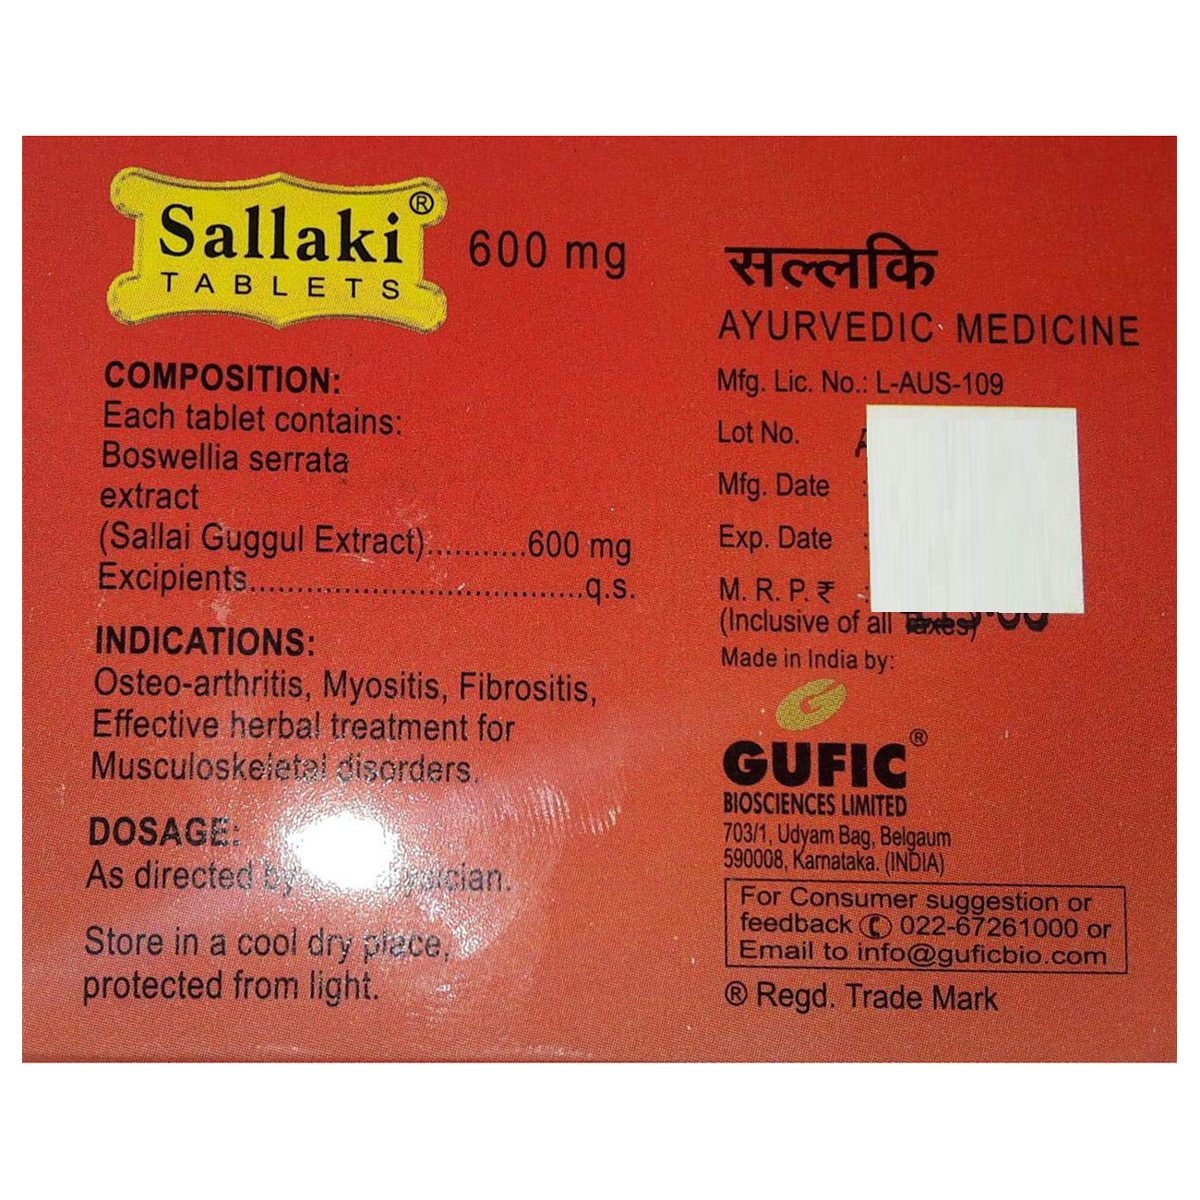 Sallaki®
TABLETS
600 mg
COMPOSITION:
Each tablet contains:
Boswellia serrata
extract
(Sallai Guggul Extract)...........600 mg
Excipients.....................................q.s.
INDICATIONS:
Osteo-arthritis, Myositis, Fibrositis,
Effective herbal treatment for
Musculoskeletal disorders.
DOSAGE:
As directed by physician.
Store in a cool dry place,
protected from light.
सल्लकि
AYURVEDIC MEDICINE
Mfg. Lic. No.: L-AUS-109
Lot No.
Mfg. Date :
Exp. Date :
M. R. P. ₹ :
(Inclusive of all Taxes)
Made in India by:
GUFIC®
BIOSCIENCES LIMITED
703/1, Udyam Bag, Belgaum
590008, Karnataka. (INDIA)
For Consumer suggestion or
feedback 022-67261000 or
Email to info@guficbio.com
® Regd. Trade Mark